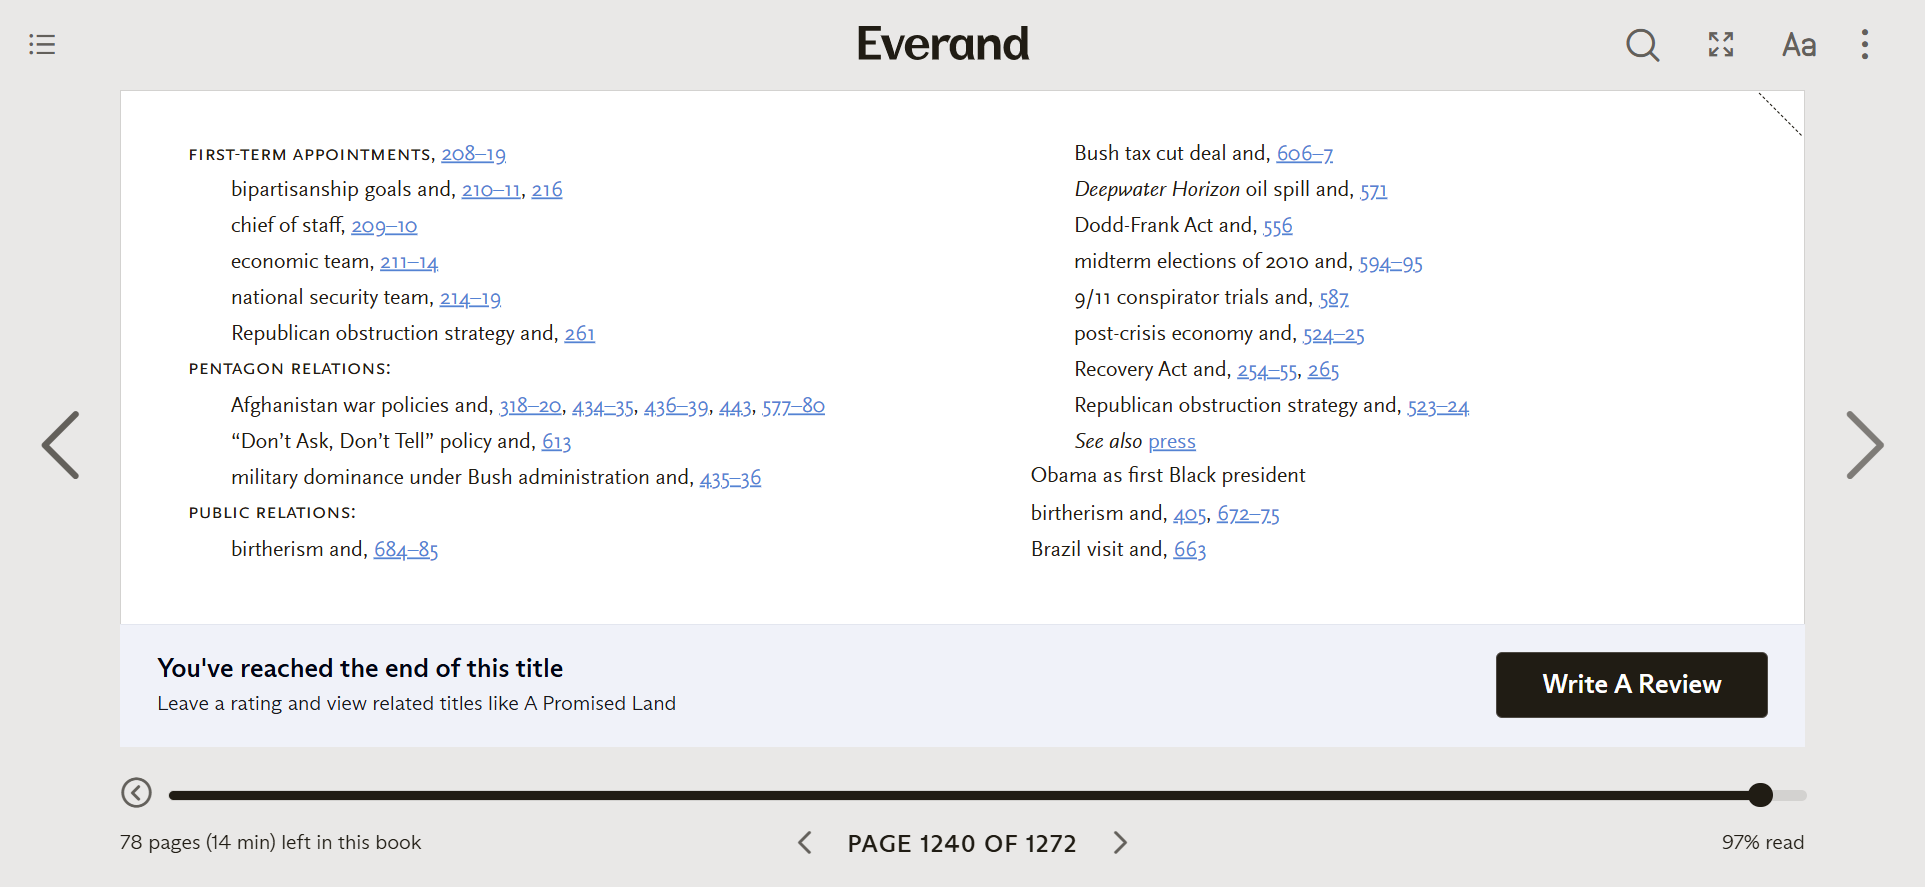 Everand
Aa
FIRST-TERM APPOINTMENTS, 208–19
bipartisanship goals and, 210–11, 216
chief of staff, 209–10
economic team, 211–14
national security team, 214–19
Republican obstruction strategy and, 261
PENTAGON RELATIONS:
Afghanistan war policies and, 318–20, 434–35, 436–39, 443, 577–80
“Don’t Ask, Don’t Tell” policy and, 613
military dominance under Bush administration and, 435–36
PUBLIC RELATIONS:
birtherism and, 684–85
Bush tax cut deal and, 606–7
Deepwater Horizon oil spill and, 571
Dodd-Frank Act and, 556
midterm elections of 2010 and, 594–95
9/11 conspirator trials and, 587
post-crisis economy and, 524–25
Recovery Act and, 254–55, 265
Republican obstruction strategy and, 523–24
See also press
Obama as first Black president
birtherism and, 405, 672–75
Brazil visit and, 663
You've reached the end of this title
Leave a rating and view related titles like A Promised Land
Write A Review
78 pages (14 min) left in this book
PAGE 1240 OF 1272
97% read